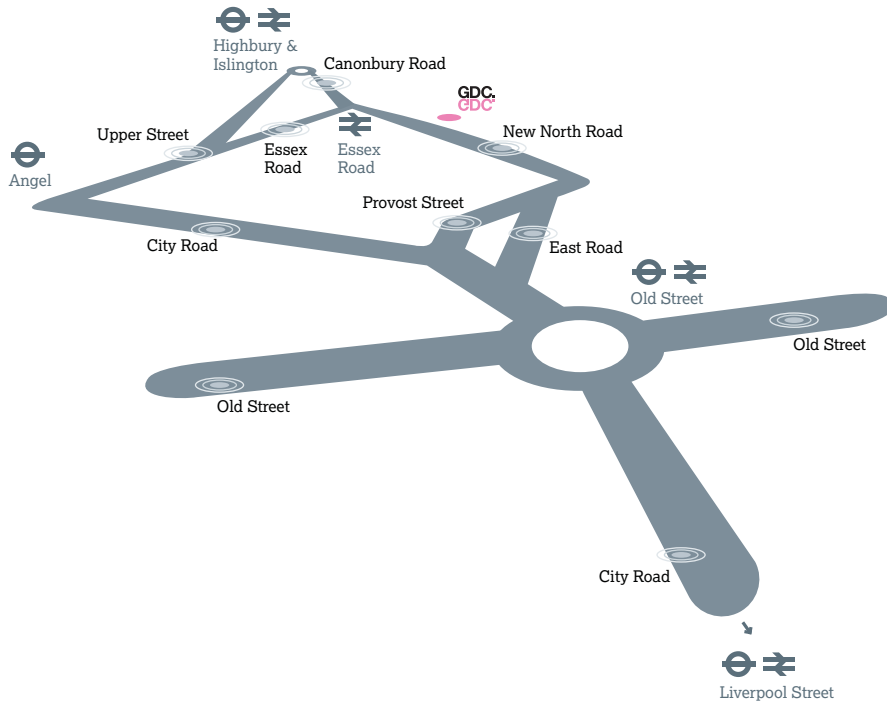 Highbury &
Islington
Canonbury Road
GDC.
GDC.
New North Road
Upper Street
Essex
Road
Essex
Road
Angel
Provost Street
City Road
East Road
Old Street
Old Street
Old Street
City Road
Liverpool Street